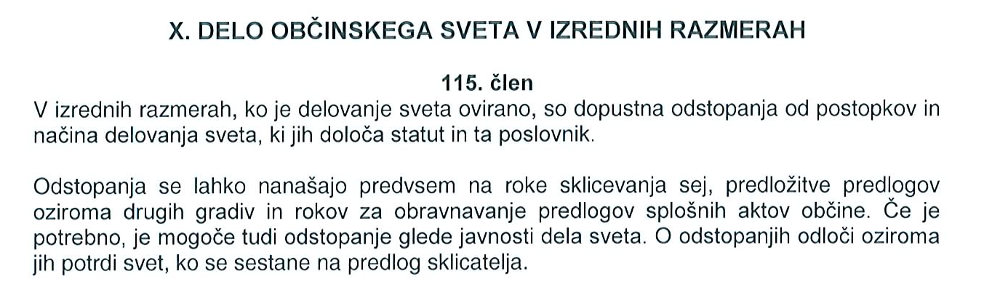 X. DELO OBČINSKEGA SVETA V IZREDNIH RAZMERAH
115. člen
V izrednih razmerah, ko je delovanje sveta ovirano, so dopustna odstopanja od postopkov in
načina delovanja sveta, ki jih določa statut in ta poslovnik.
Odstopanja se lahko nanašajo predvsem na roke sklicevanja sej, predložitve predlogov
oziroma drugih gradiv in rokov za obravnavanje predlogov splošnih aktov občine. Če je
potrebno, je mogoče tudi odstopanje glede javnosti dela sveta. O odstopanjih odloči oziroma
jih potrdi svet, ko se sestane na predlog sklicatelja.